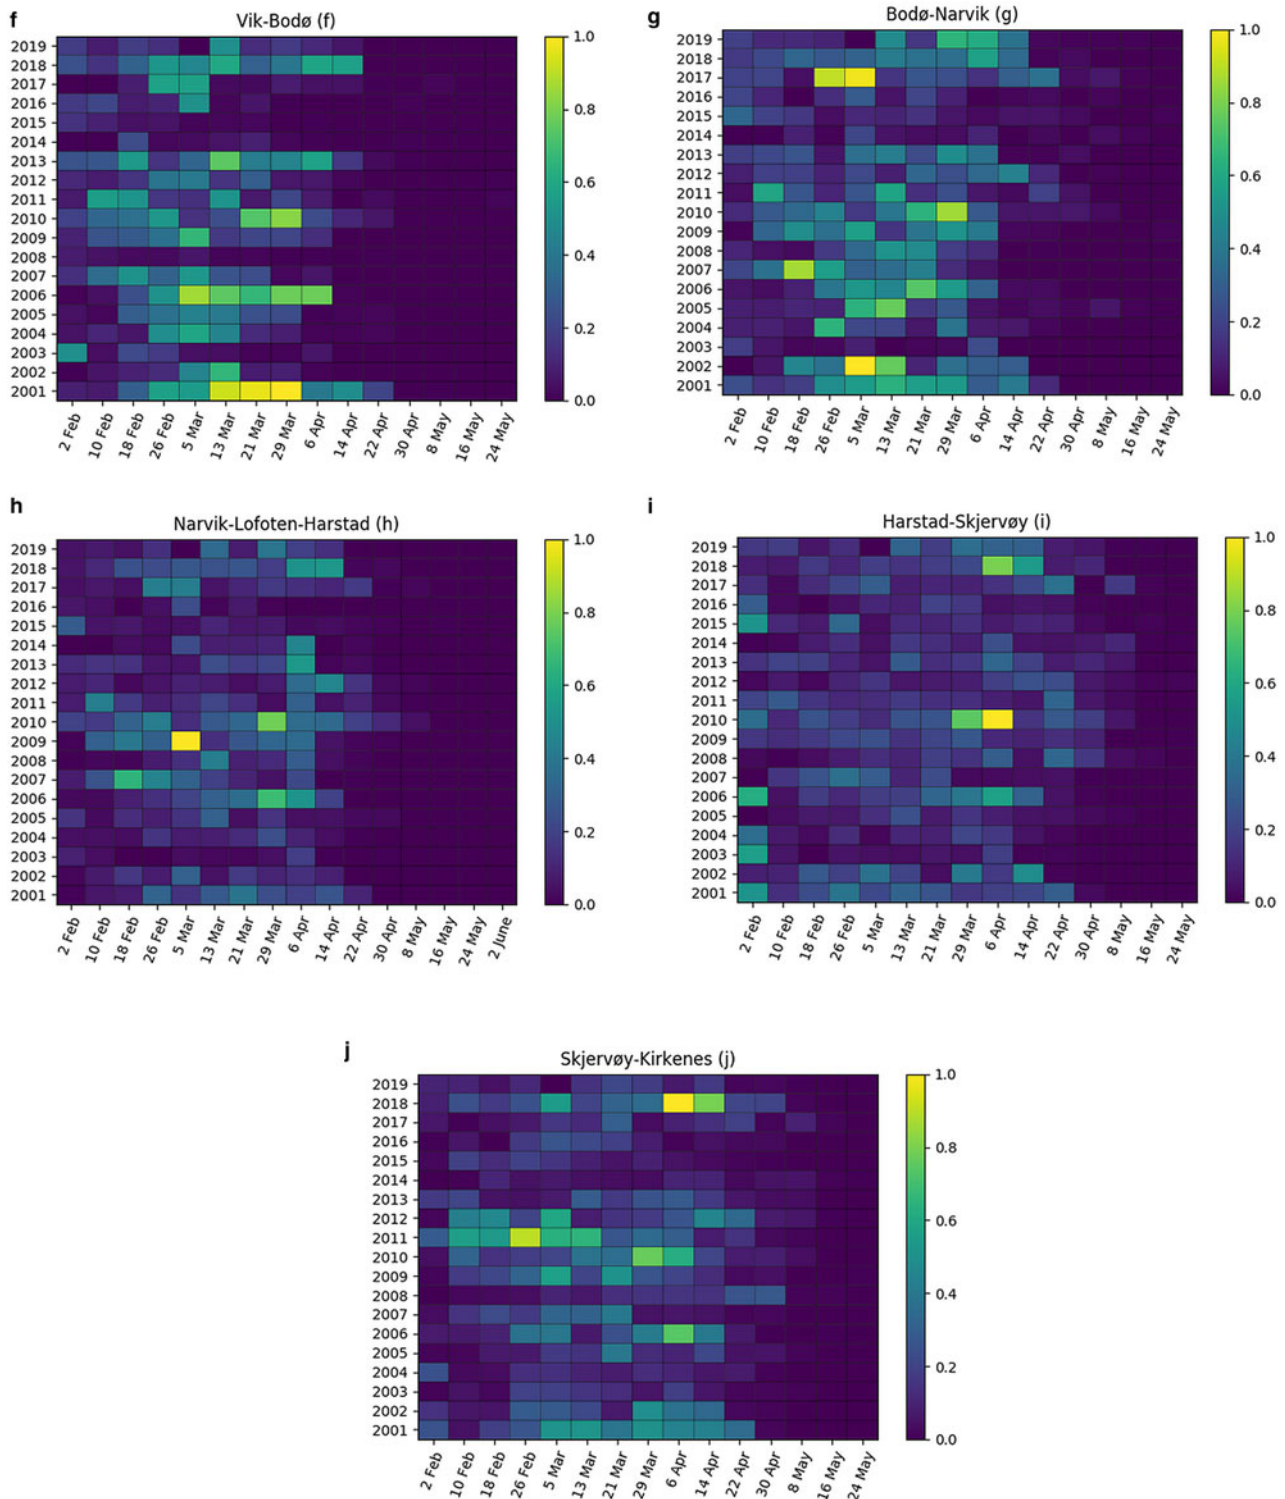 f
Vik-Bodø (f)
2019
2018
2017
2016
2015
2014
2013
2012
2011
2010
2009
2008
2007
2006
2005
2004
2003
2002
2001
2 Feb
10 Feb
18 Feb
26 Feb
5 Mar
13 Mar
21 Mar
29 Mar
6 Apr
14 Apr
22 Apr
30 Apr
8 May
16 May
24 May
1.0
0.8
0.6
0.4
0.2
0.0
g
Bodø-Narvik (g)
2019
2018
2017
2016
2015
2014
2013
2012
2011
2010
2009
2008
2007
2006
2005
2004
2003
2002
2001
2 Feb
10 Feb
18 Feb
26 Feb
5 Mar
13 Mar
21 Mar
29 Mar
6 Apr
14 Apr
22 Apr
30 Apr
8 May
16 May
24 May
1.0
0.8
0.6
0.4
0.2
0.0
h
Narvik-Lofoten-Harstad (h)
2019
2018
2017
2016
2015
2014
2013
2012
2011
2010
2009
2008
2007
2006
2005
2004
2003
2002
2001
2 Feb
10 Feb
18 Feb
26 Feb
5 Mar
13 Mar
21 Mar
29 Mar
6 Apr
14 Apr
22 Apr
30 Apr
8 May
16 May
24 May
2 June
1.0
0.8
0.6
0.4
0.2
0.0
i
Harstad-Skjervøy (i)
2019
2018
2017
2016
2015
2014
2013
2012
2011
2010
2009
2008
2007
2006
2005
2004
2003
2002
2001
2 Feb
10 Feb
18 Feb
26 Feb
5 Mar
13 Mar
21 Mar
29 Mar
6 Apr
14 Apr
22 Apr
30 Apr
8 May
16 May
24 May
1.0
0.8
0.6
0.4
0.2
0.0
j
Skjervøy-Kirkenes (j)
2019
2018
2017
2016
2015
2014
2013
2012
2011
2010
2009
2008
2007
2006
2005
2004
2003
2002
2001
2 Feb
10 Feb
18 Feb
26 Feb
5 Mar
13 Mar
21 Mar
29 Mar
6 Apr
14 Apr
22 Apr
30 Apr
8 May
16 May
24 May
1.0
0.8
0.6
0.4
0.2
0.0